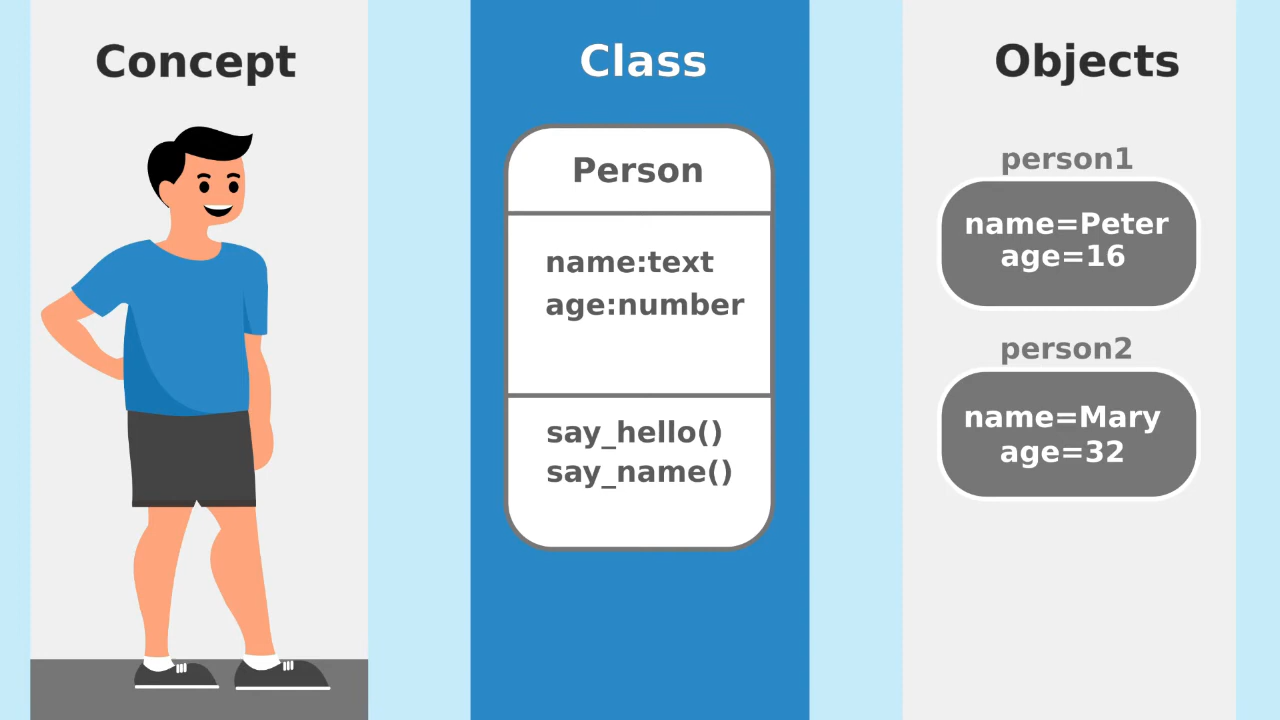 Concept
Class
Person
name:text
age:number
say_hello()
say_name()
Objects
person1
name=Peter
age=16
person2
name=Mary
age=32